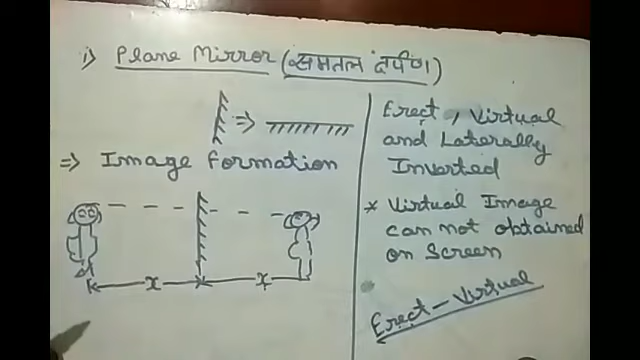 i) Plane Mirror (समतल दर्पण)
⇒
⇒ Image formation
x x
Erect, Virtual
and Laterally
Inverted
* Virtual Image
can not obtained
on Screen
Erect - Virtual